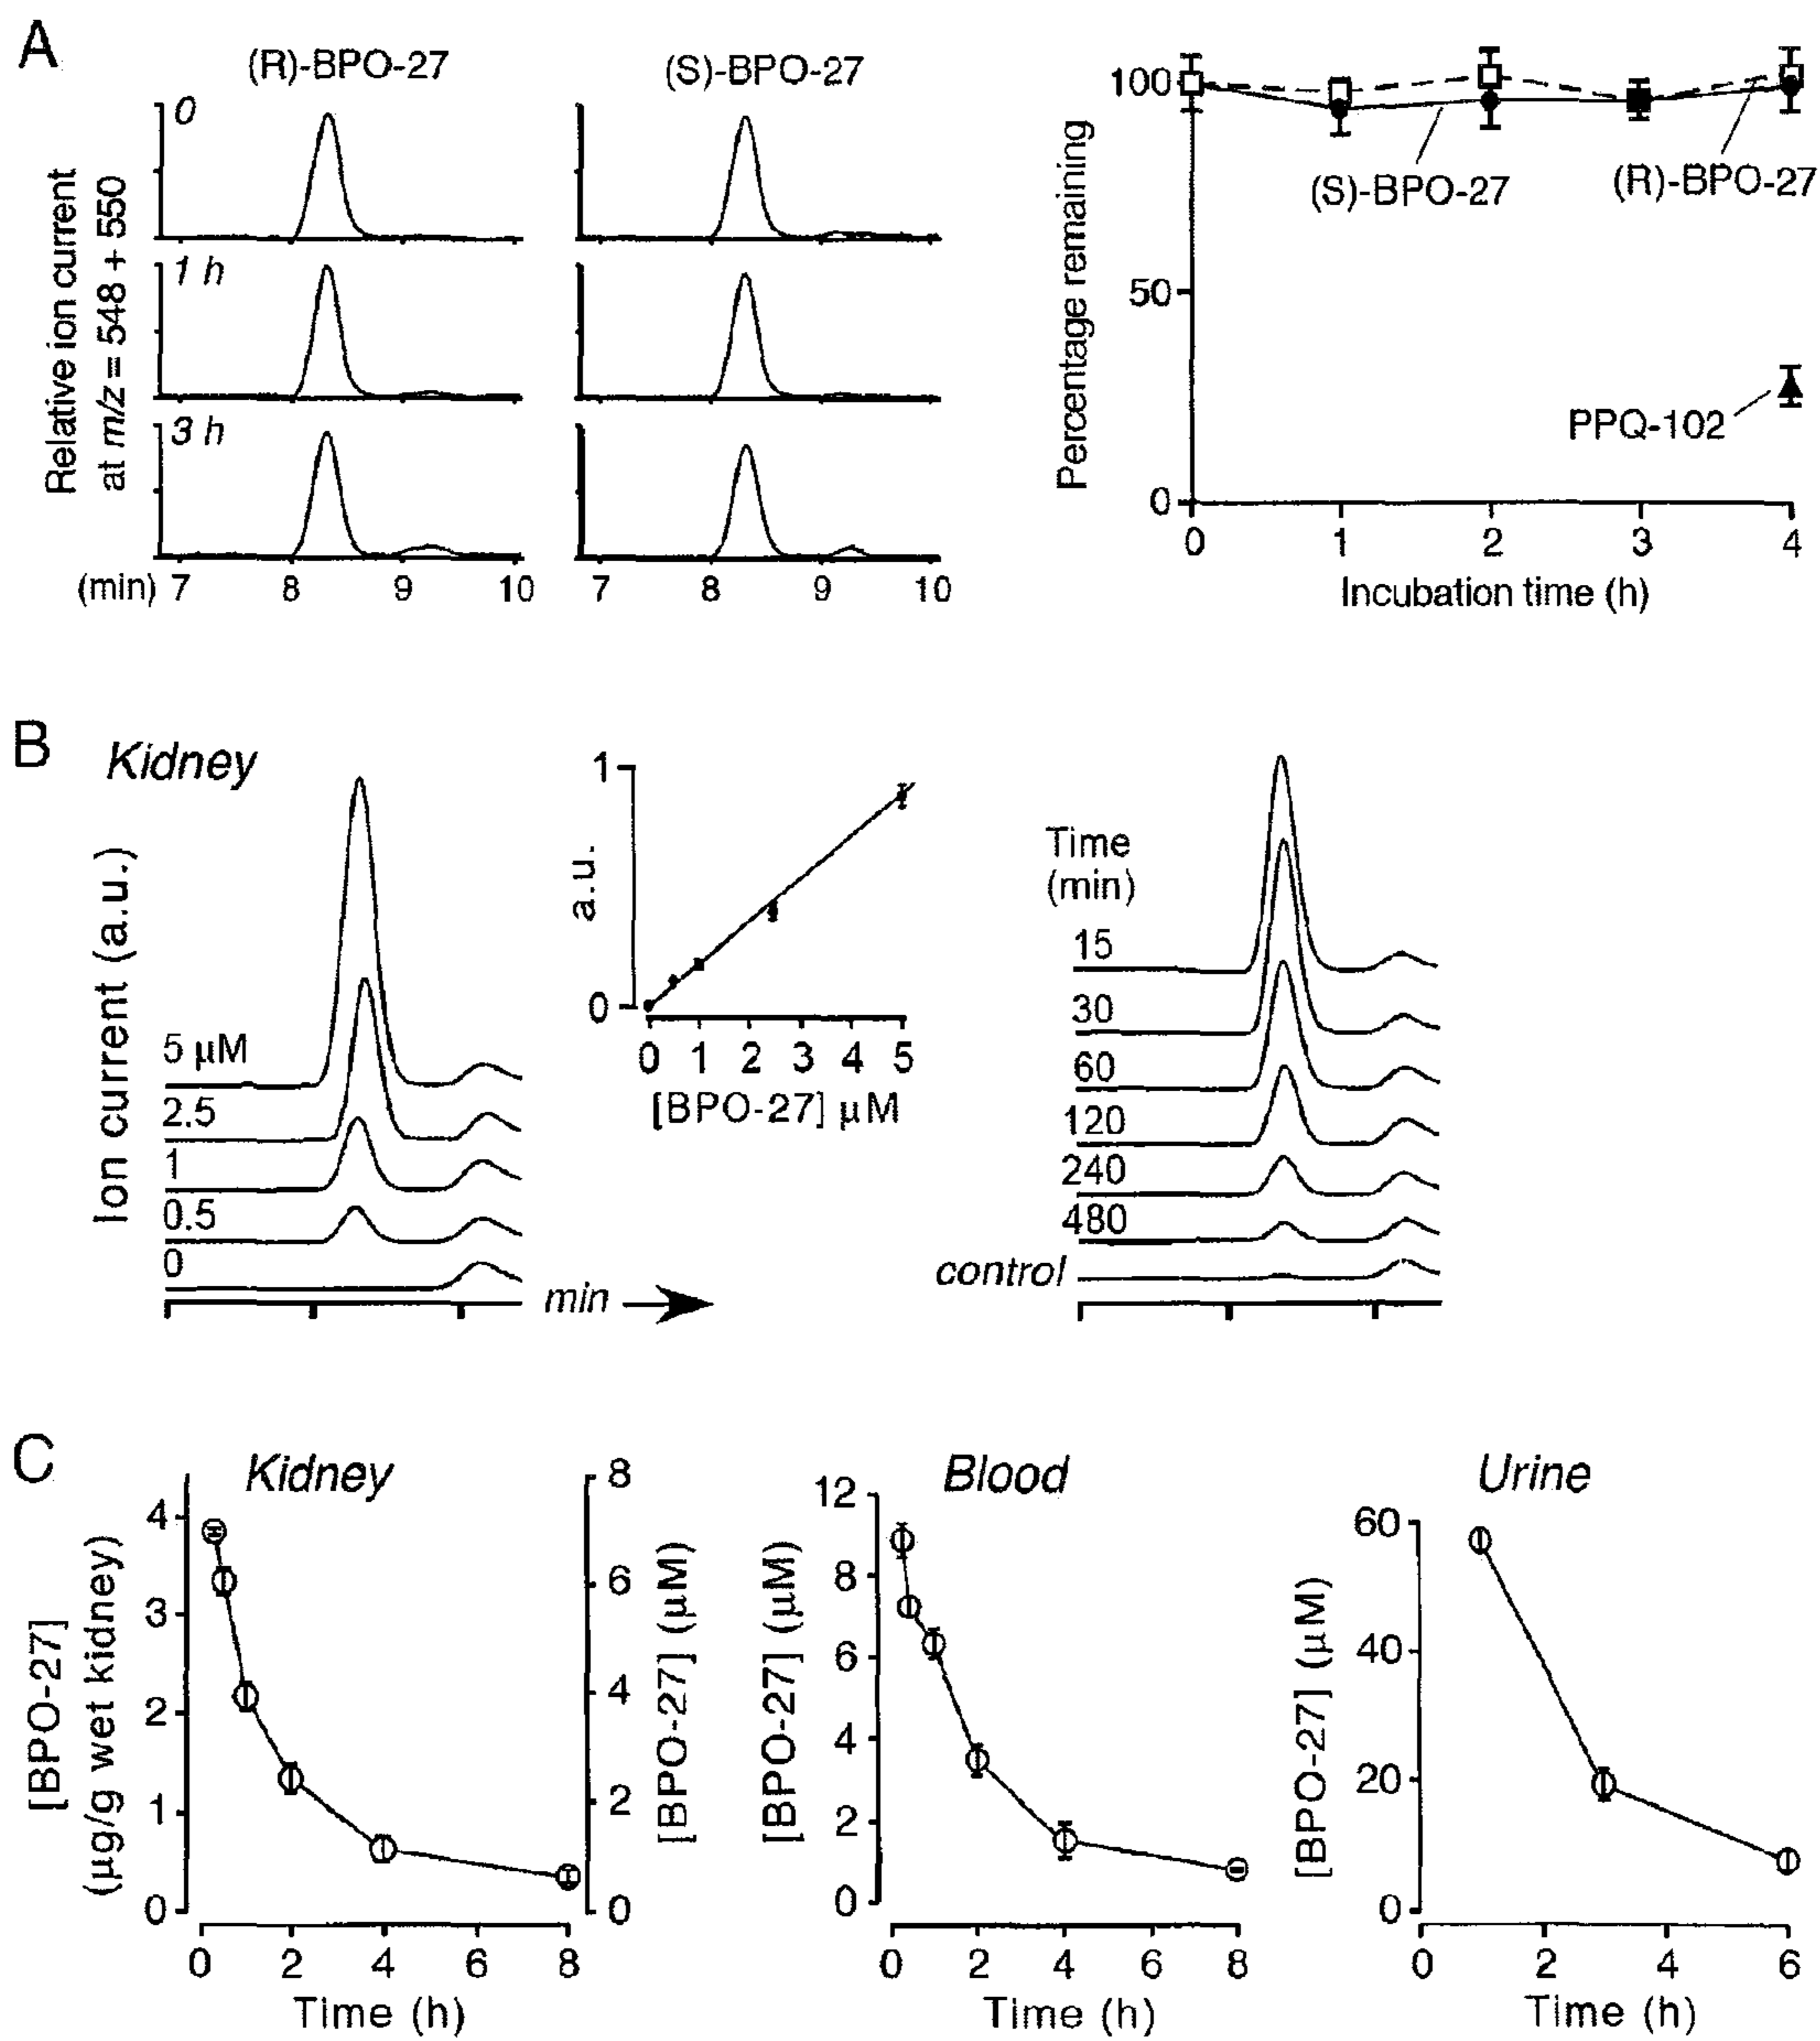 A
(R)-BPO-27
(S)-BPO-27
Relative ion current
at m/z = 548 + 550
0
1 h
3 h
(min) 7 8 9 10
7 8 9 10
Percentage remaining
100
50
0
(S)-BPO-27
(R)-BPO-27
PPQ-102
0 1 2 3 4
Incubation time (h)
B
Kidney
Ion current (a.u.)
5 µM
2.5
1
0.5
0
min
a.u.
1
0
0 1 2 3 4 5
[BPO-27] µM
Time
(min)
15
30
60
120
240
480
control
C
Kidney
[BPO-27]
(µg/g wet kidney)
4
3
2
1
0
8
6
4
2
0
[BPO-27] (µM)
0 2 4 6 8
Time (h)
Blood
[BPO-27] (µM)
12
8
6
4
2
0
0 2 4 6 8
Time (h)
Urine
[BPO-27] (µM)
60
40
20
0
0 2 4 6
Time (h)